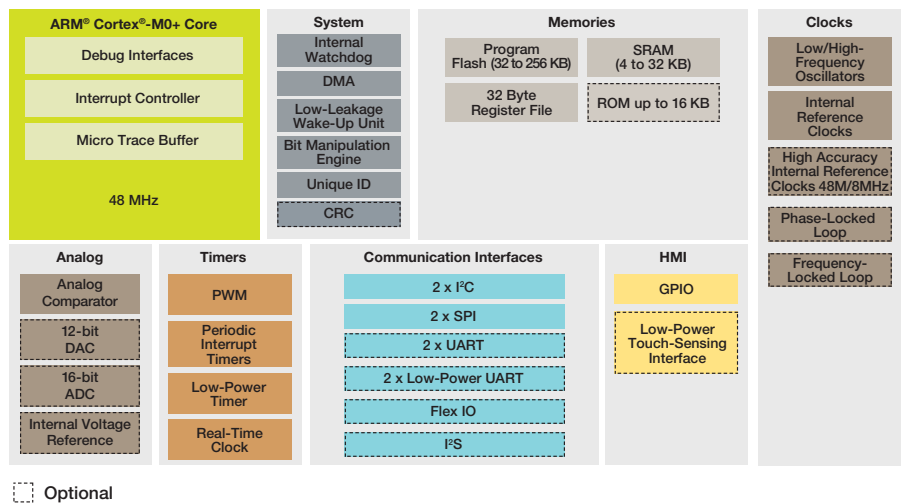 ARM® Cortex®-M0+ Core
Debug Interfaces
Interrupt Controller
Micro Trace Buffer
48 MHz
System
Internal
Watchdog
DMA
Low-Leakage
Wake-Up Unit
Bit Manipulation
Engine
Unique ID
CRC
Memories
Program
Flash (32 to 256 KB)
SRAM
(4 to 32 KB)
32 Byte
Register File
ROM up to 16 KB
Clocks
Low/High-
Frequency
Oscillators
Internal
Reference
Clocks
High Accuracy
Internal Reference
Clocks 48M/8MHz
Phase-Locked
Loop
Frequency-
Locked Loop
Analog
Analog
Comparator
12-bit
DAC
16-bit
ADC
Internal Voltage
Reference
Timers
PWM
Periodic
Interrupt
Timers
Low-Power
Timer
Real-Time
Clock
Communication Interfaces
2 x I²C
2 x SPI
2 x UART
2 x Low-Power UART
Flex IO
I²S
HMI
GPIO
Low-Power
Touch-Sensing
Interface
Optional